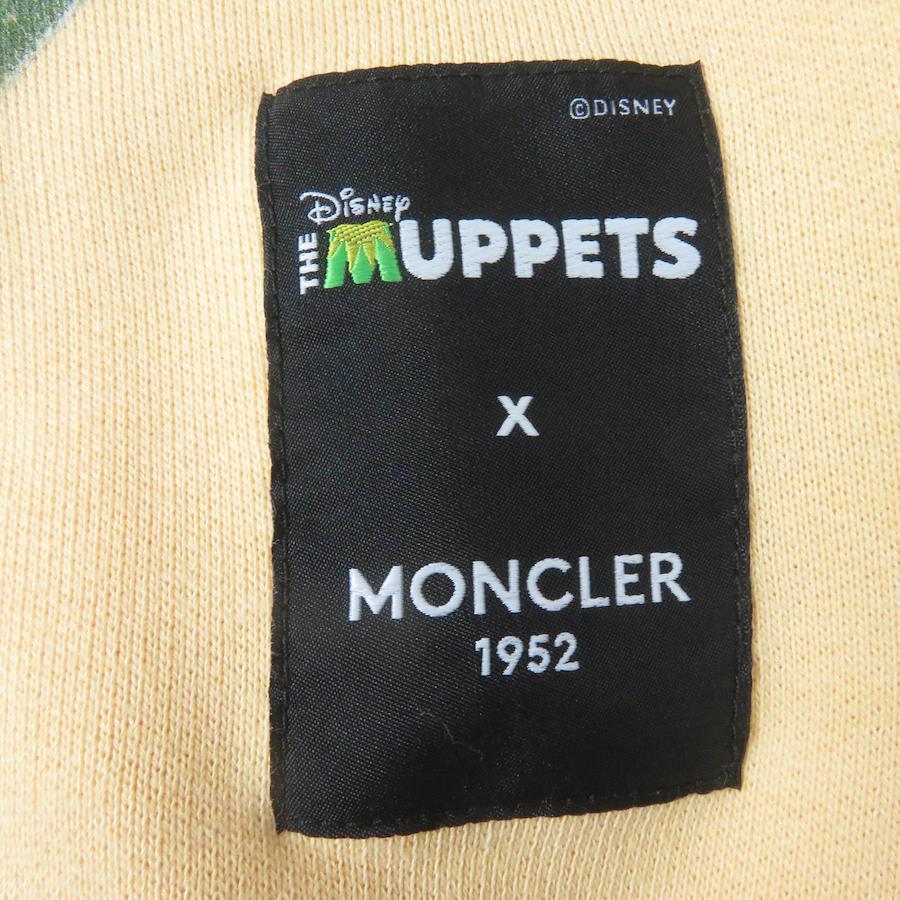 ©DISNEY
Disney
THE MUPPETS
X
MONCLER
1952